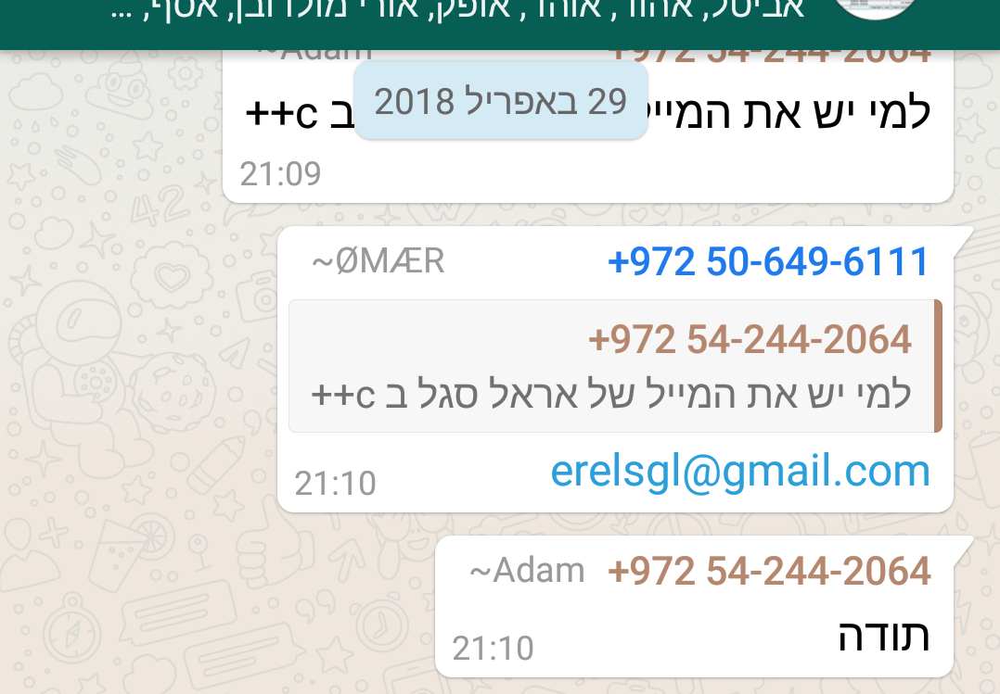 אביטל, אהוד, אוהד, אופק, אורי מולדובן, אסף, ...
~Adam +972 54-244-2064
29 באפריל 2018
למי יש את המייל ב c++
21:09
~ØMÆR +972 50-649-6111
+972 54-244-2064
למי יש את המייל של אראל סגל ב c++
erelsgl@gmail.com
21:10
~Adam +972 54-244-2064
תודה
21:10